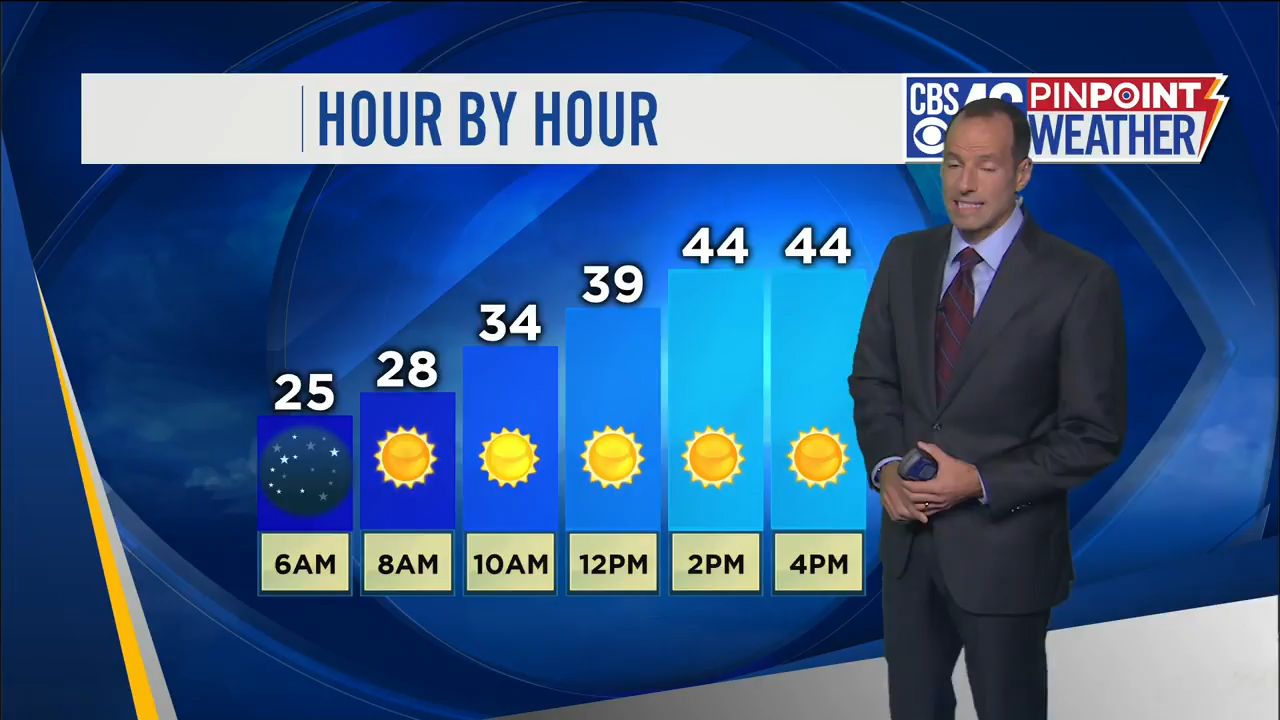 HOUR BY HOUR
CBS
PINPOINT
WEATHER
25 28 34 39 44 44
6AM 8AM 10AM 12PM 2PM 4PM